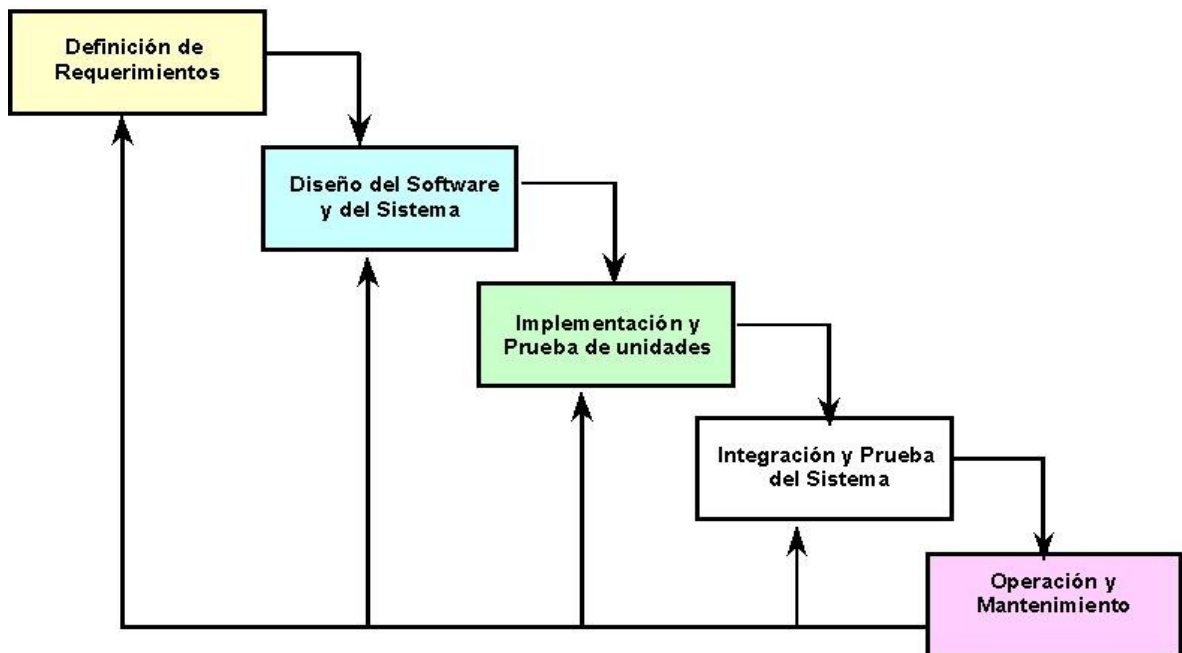 Definición de
Requerimientos
Diseño del Software
y del Sistema
Implementación y
Prueba de unidades
Integración y Prueba
del Sistema
Operación y
Mantenimiento